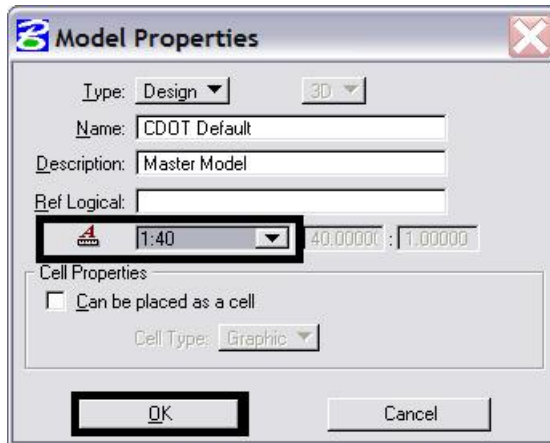 Model Properties
Type: Design 3D
Name: CDOT Default
Description: Master Model
Ref Logical:
A 1:40 40.00000 : 1.00000
Cell Properties
Can be placed as a cell
Cell Type: Graphic
OK Cancel